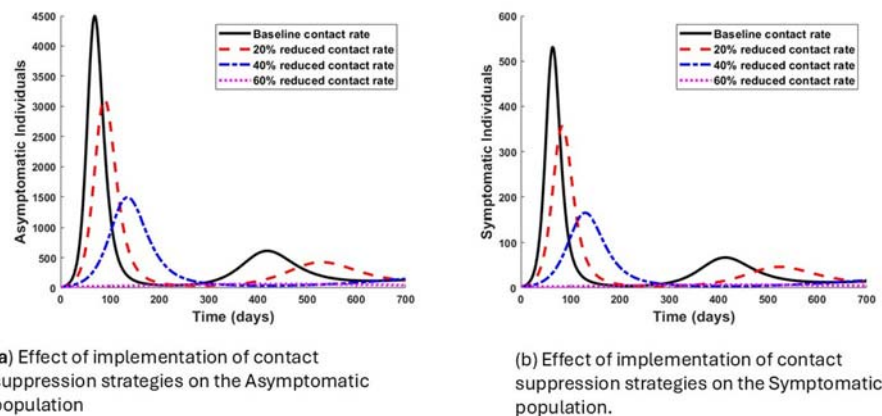 4500
4000
3500
3000
2500
2000
1500
1000
500
0
Asymptomatic Individuals
Baseline contact rate
20% reduced contact rate
40% reduced contact rate
60% reduced contact rate
0 100 200 300 400 500 600 700
Time (days)
a) Effect of implementation of contact
suppression strategies on the Asymptomatic
population
600
500
400
300
200
100
0
Symptomatic Individuals
Baseline contact rate
20% reduced contact rate
40% reduced contact rate
60% reduced contact rate
0 100 200 300 400 500 600 700
Time (days)
(b) Effect of implementation of contact
suppression strategies on the Symptomatic
population.